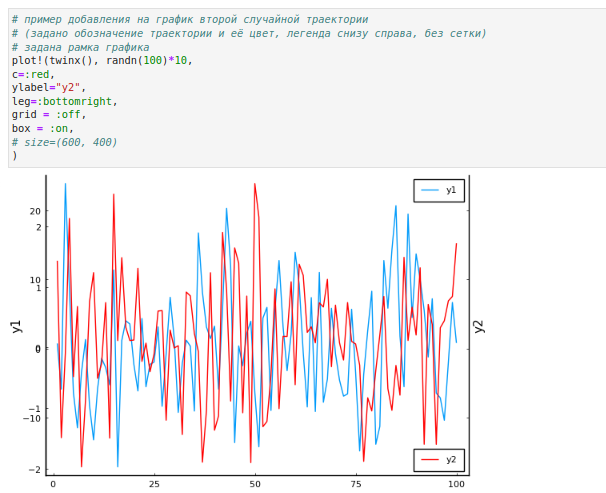 # пример добавления на график второй случайной траектории
# (задано обозначение траектории и её цвет, легенда снизу справа, без сетки)
# задана рамка графика
plot!(twinx(), randn(100)*10,
c=:red,
ylabel="y2",
leg=:bottomright,
grid = :off,
box = :on,
# size=(600, 400)
)
y1
20
2
10
1
0
0
−1
−10
−2
y1
y2
y2
0
25
50
75
100